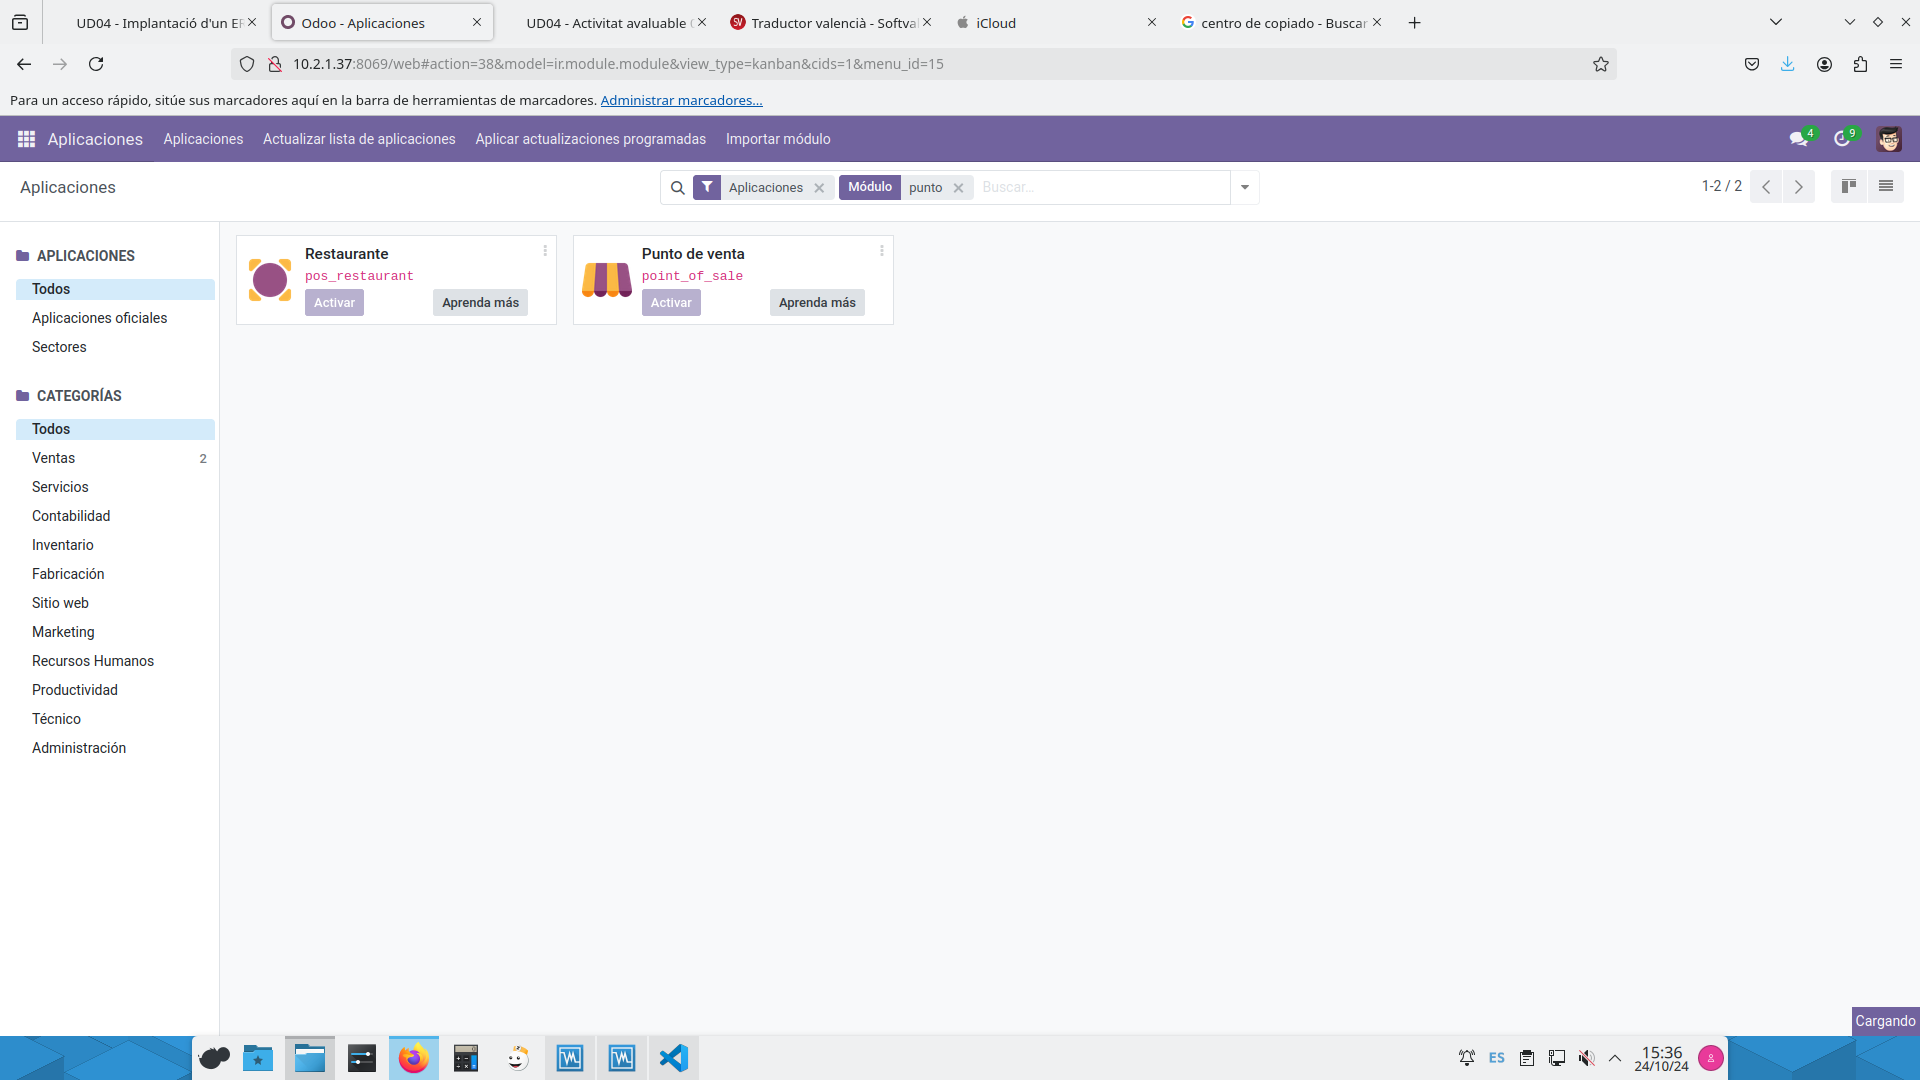 UD04 - Implantació d'un ER
Odoo - Aplicaciones
UD04 - Activitat avaluable
Traductor valencià - Softval
iCloud
centro de copiado - Buscar
10.2.1.37:8069/web#action=38&model=ir.module.module&view_type=kanban&cids=1&menu_id=15
Para un acceso rápido, sitúe sus marcadores aquí en la barra de herramientas de marcadores. Administrar marcadores...
Aplicaciones
Aplicaciones
Actualizar lista de aplicaciones
Aplicar actualizaciones programadas
Importar módulo
4
9
Aplicaciones
Aplicaciones
Módulo
punto
Buscar...
1-2 / 2
APLICACIONES
Todos
Aplicaciones oficiales
Sectores
CATEGORÍAS
Todos
Ventas 2
Servicios
Contabilidad
Inventario
Fabricación
Sitio web
Marketing
Recursos Humanos
Productividad
Técnico
Administración
Restaurante
pos_restaurant
Activar
Aprenda más
Punto de venta
point_of_sale
Activar
Aprenda más
Cargando
ES
15:36
24/10/24